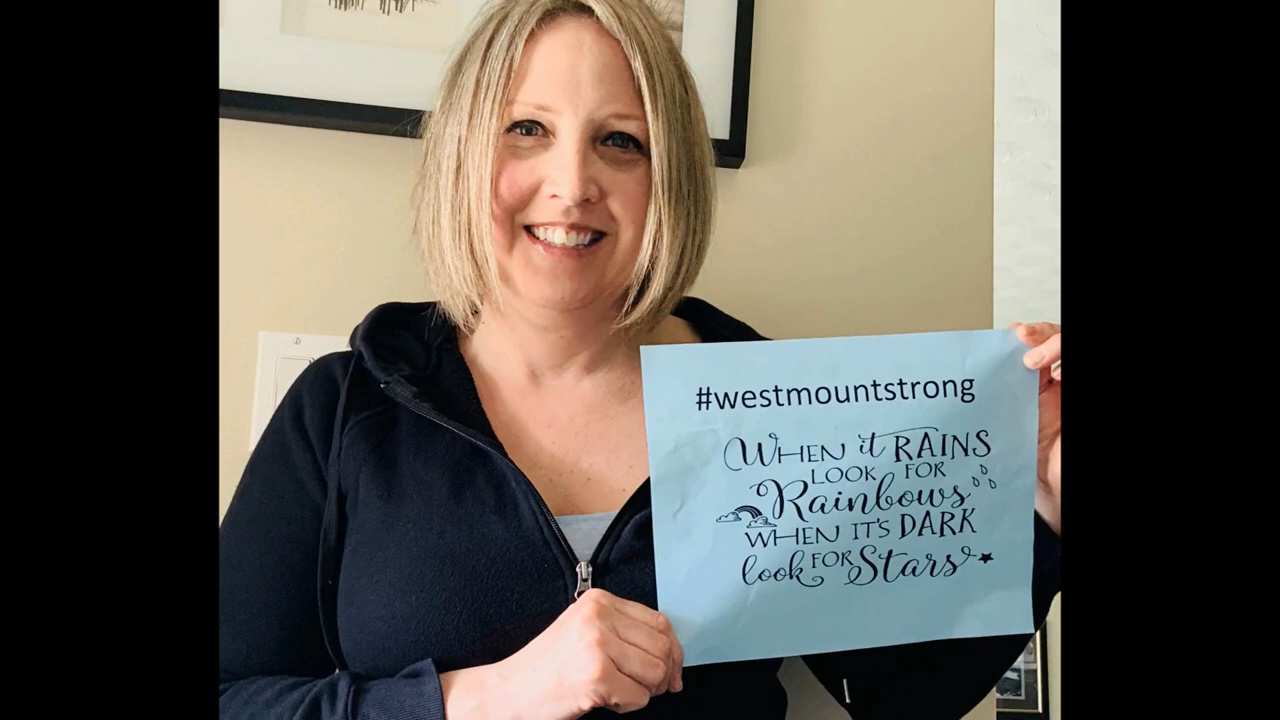 #westmountstrong
WHEN it RAINS
LOOK FOR
Rainbows
WHEN IT'S DARK
look FOR Stars